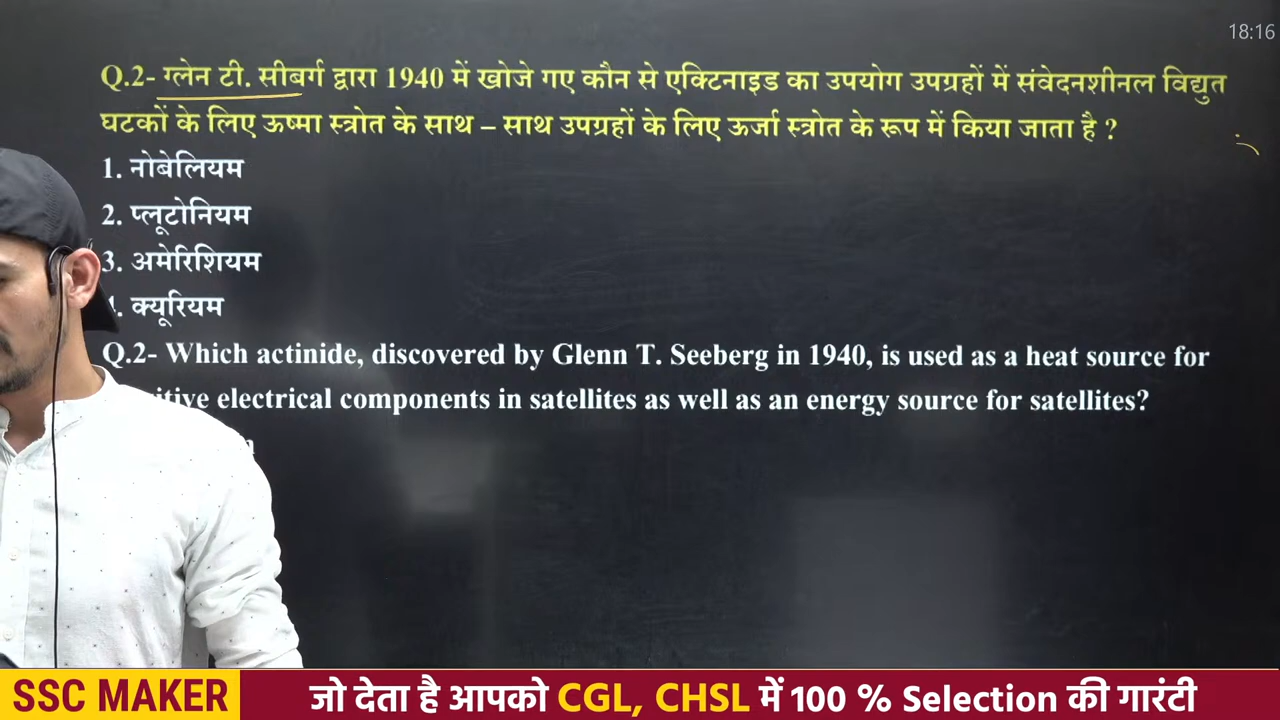 18:16
Q.2- ग्लेन टी. सीबर्ग द्वारा 1940 में खोजे गए कौन से एक्टिनाइड का उपयोग उपग्रहों में संवेदनशीनल विद्युत
घटकों के लिए ऊष्मा स्त्रोत के साथ – साथ उपग्रहों के लिए ऊर्जा स्त्रोत के रूप में किया जाता है ?
1. नोबेलियम
2. प्लूटोनियम
3. अमेरिशियम
क्यूरियम
Q.2- Which actinide, discovered by Glenn T. Seeberg in 1940, is used as a heat source for
electrical components in satellites as well as an energy source for satellites?
SSC MAKER
जो देता है आपको CGL, CHSL में 100 % Selection की गारंटी